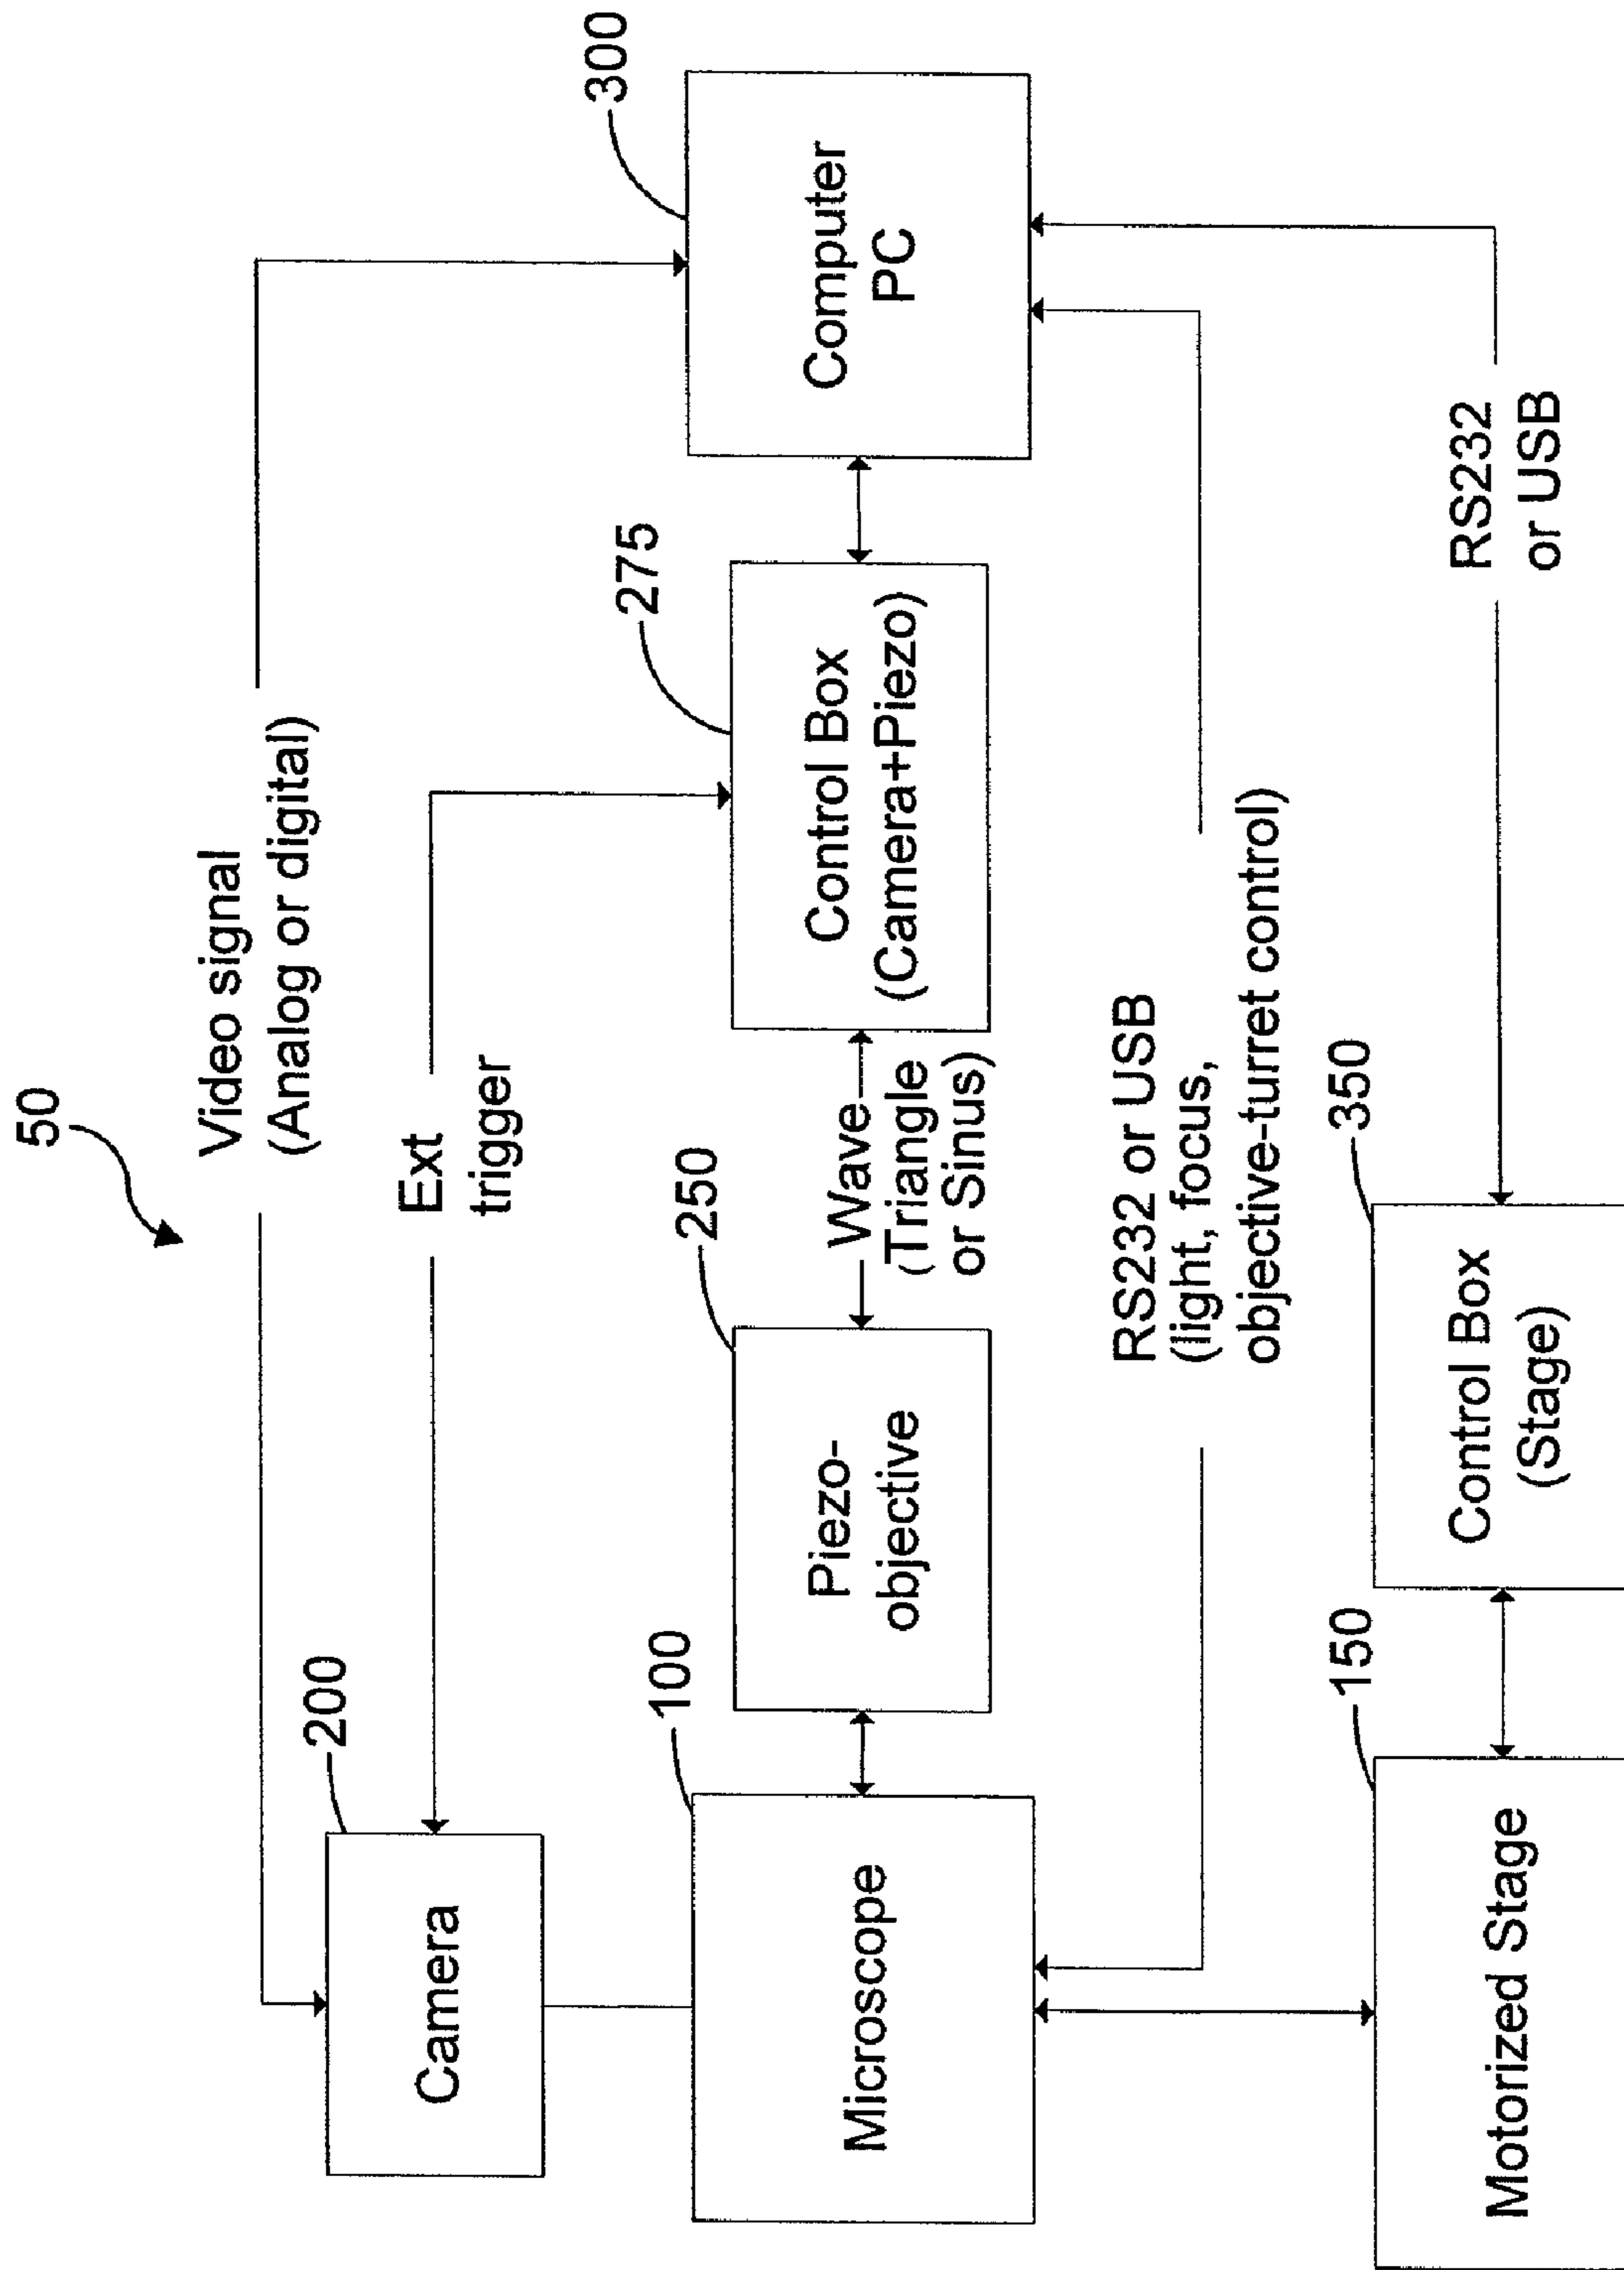 50
Video signal
(Analog or digital)
Ext
trigger
200
Camera
300
Computer
PC
275
Control Box
(Camera+Piezo)
Wave
(Triangle
or Sinus)
250
Piezo-
objective
100
Microscope
RS232 or USB
(light, focus,
objective-turret control)
RS232
or USB
350
Control Box
(Stage)
150
Motorized Stage